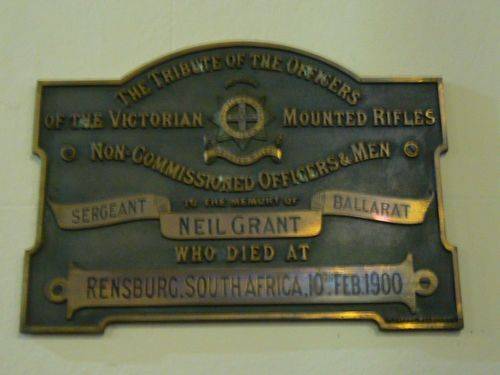 THE TRIBUTE OF THE OFFICERS
OF THE VICTORIAN MOUNTED RIFLES
NON-COMMISSIONED OFFICERS & MEN
IN THE MEMORY OF
SERGEANT NEIL GRANT BALLARAT
WHO DIED AT
RENSBURG. SOUTH AFRICA, 10TH FEB. 1900